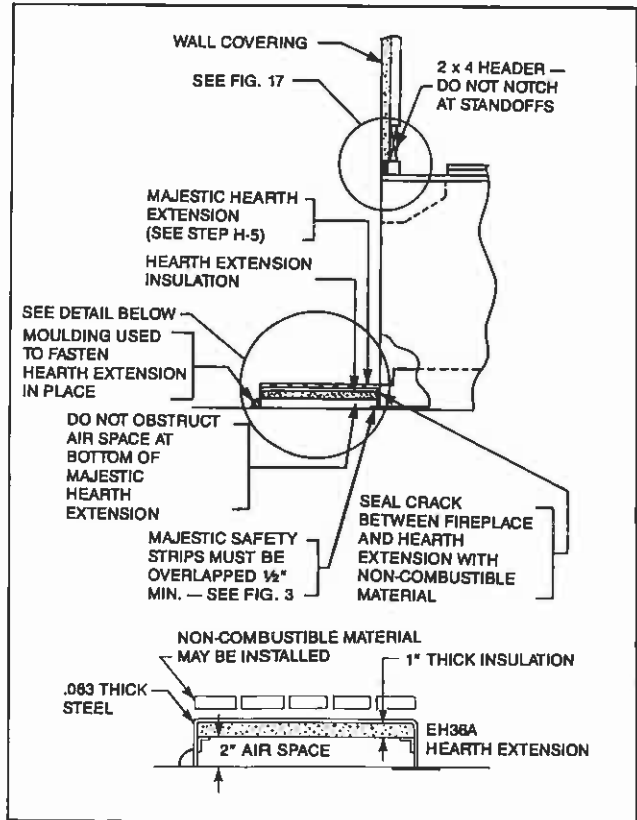 WALL COVERING
2 x 4 HEADER —
DO NOT NOTCH
AT STANDOFFS
SEE FIG. 17
MAJESTIC HEARTH
EXTENSION
(SEE STEP H-5)
HEARTH EXTENSION
INSULATION
SEE DETAIL BELOW
MOULDING USED
TO FASTEN
HEARTH EXTENSION
IN PLACE
DO NOT OBSTRUCT
AIR SPACE AT
BOTTOM OF
MAJESTIC
HEARTH
EXTENSION
SEAL CRACK
BETWEEN FIREPLACE
AND HEARTH
EXTENSION WITH
NON-COMBUSTIBLE
MATERIAL
MAJESTIC SAFETY
STRIPS MUST BE
OVERLAPPED ½"
MIN. — SEE FIG. 3
NON-COMBUSTIBLE MATERIAL
MAY BE INSTALLED
1" THICK INSULATION
.063 THICK
STEEL
2" AIR SPACE
EH36A
HEARTH EXTENSION